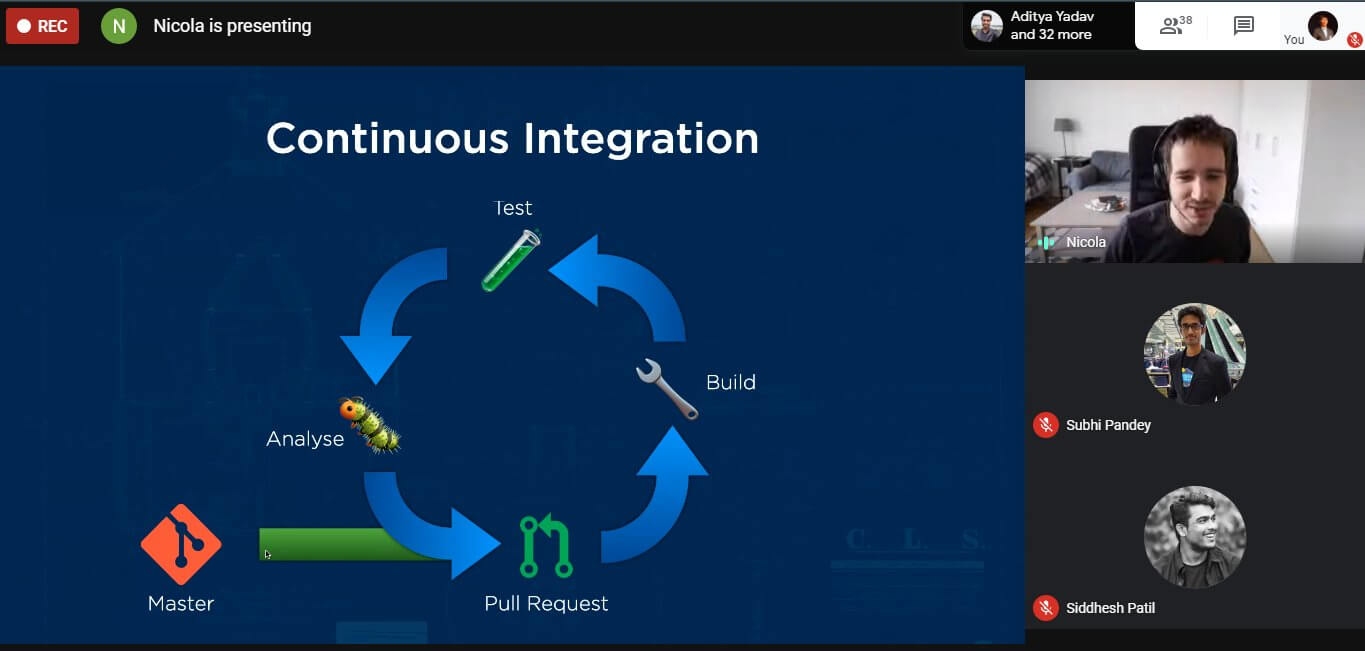 REC
N
Nicola is presenting
Aditya Yadav
and 32 more
38
You
Continuous Integration
Test
Build
Analyse
Master
Pull Request
C. L. S.
Nicola
Subhi Pandey
Siddhesh Patil